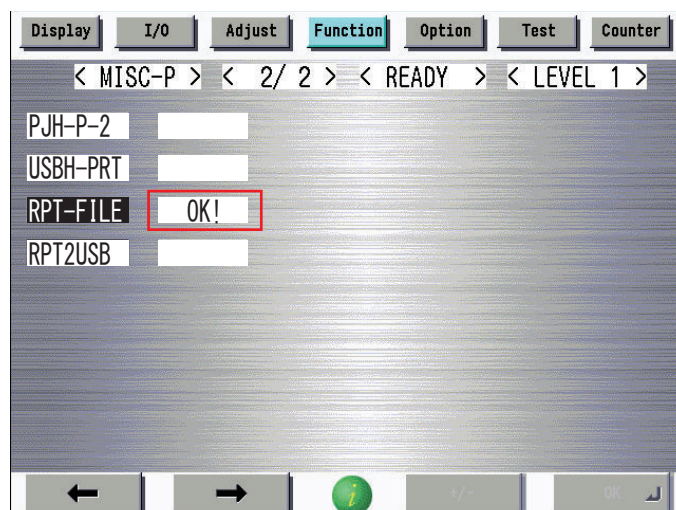 Display I/O Adjust Function Option Test Counter
< MISC-P > < 2/ 2 > < READY > < LEVEL 1 >
PJH-P-2
USBH-PRT
RPT-FILE OK!
RPT2USB
+/- OK